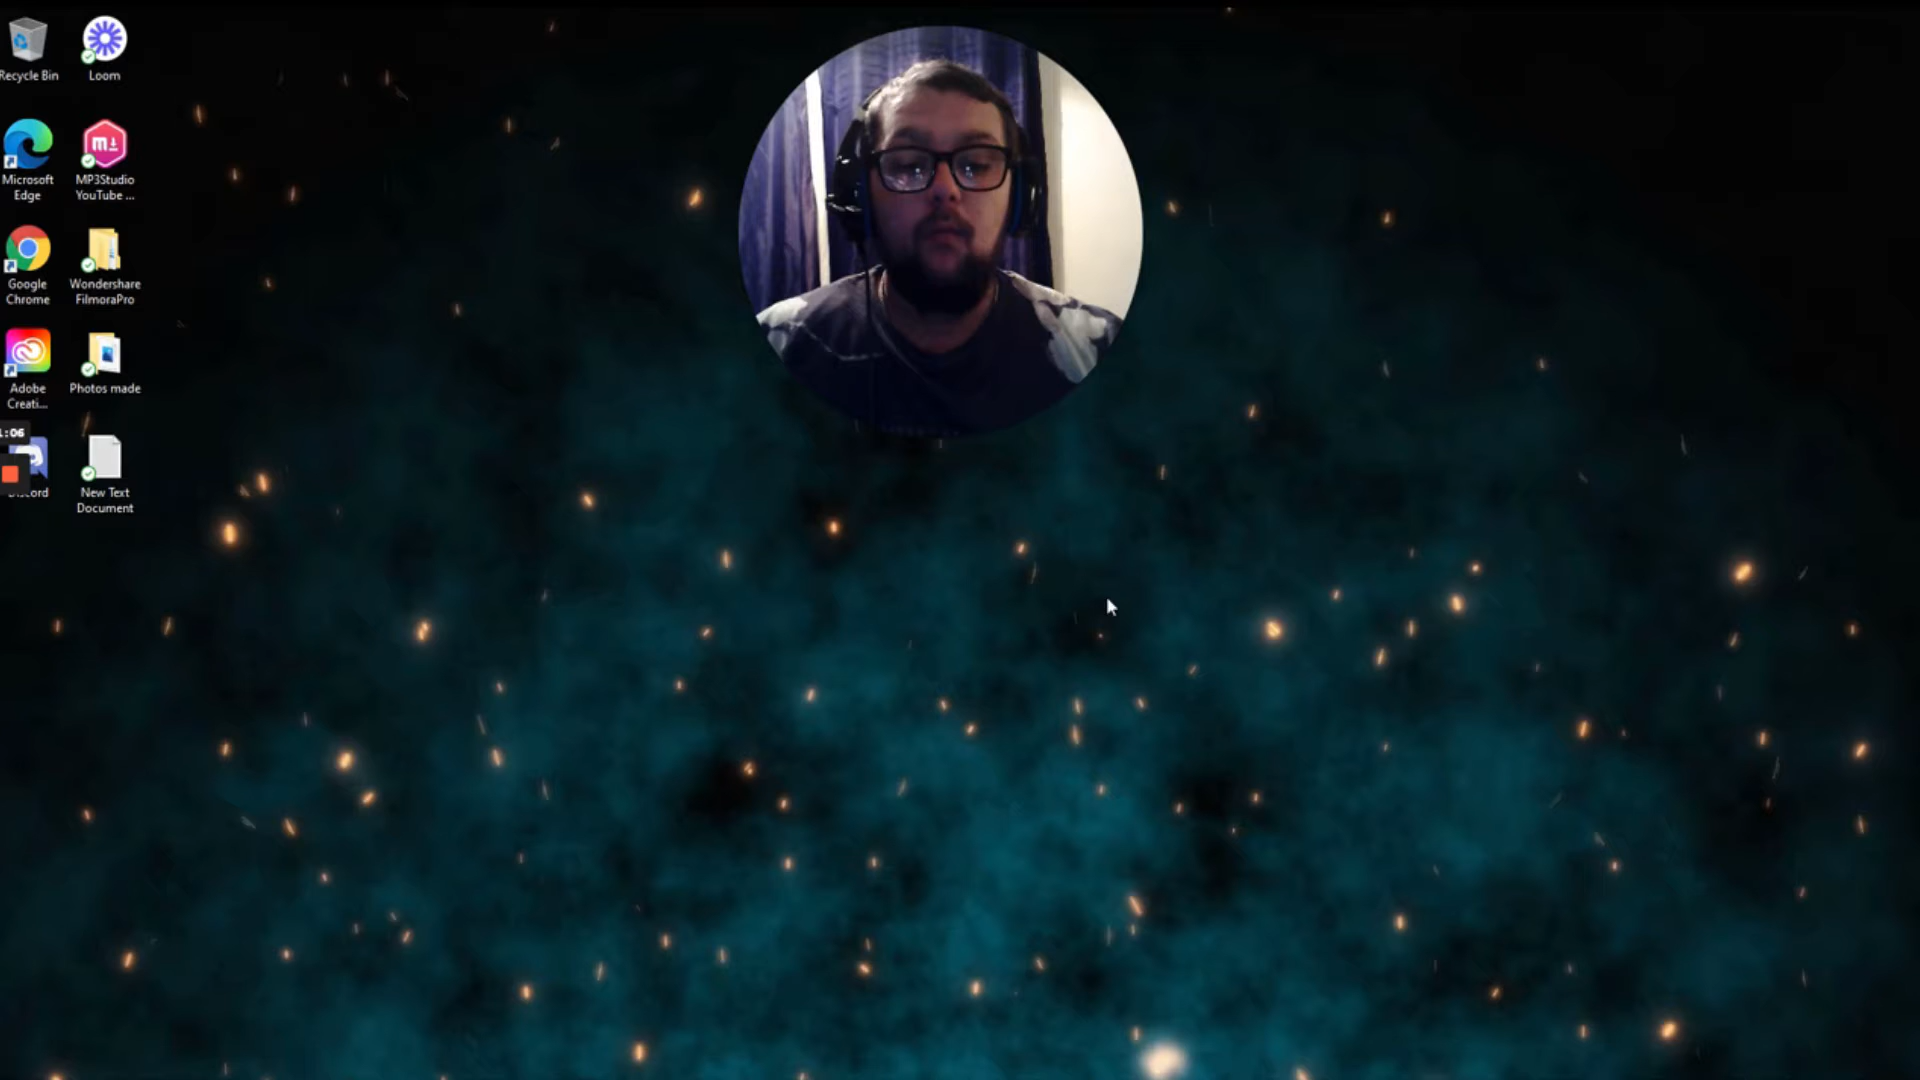 Recycle Bin
Loom
Microsoft
Edge
MP3Studio
YouTube ...
Google
Chrome
Wondershare
FilmoraPro
Adobe
Creati...
Photos made
1:06
New Text
Document